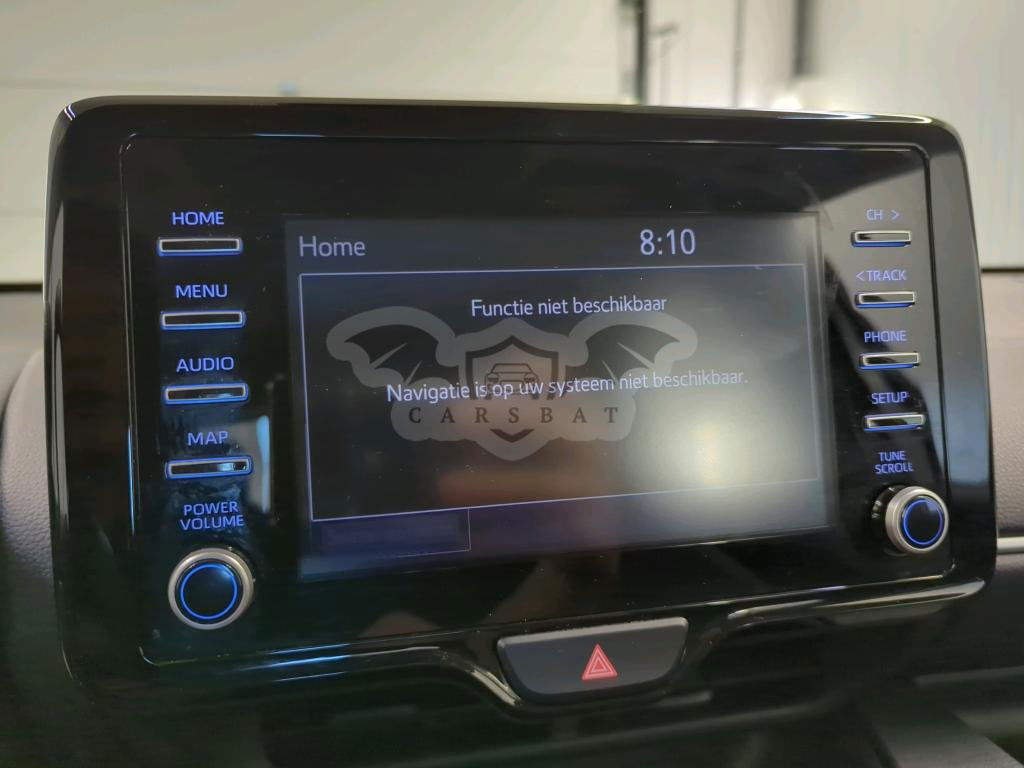 HOME
MENU
AUDIO
MAP
POWER
VOLUME
Home 8:10
Functie niet beschikbaar
Navigatie is op uw systeem niet beschikbaar.
CARSBAT
CH >
<TRACK
PHONE
SETUP
TUNE
SCROLL